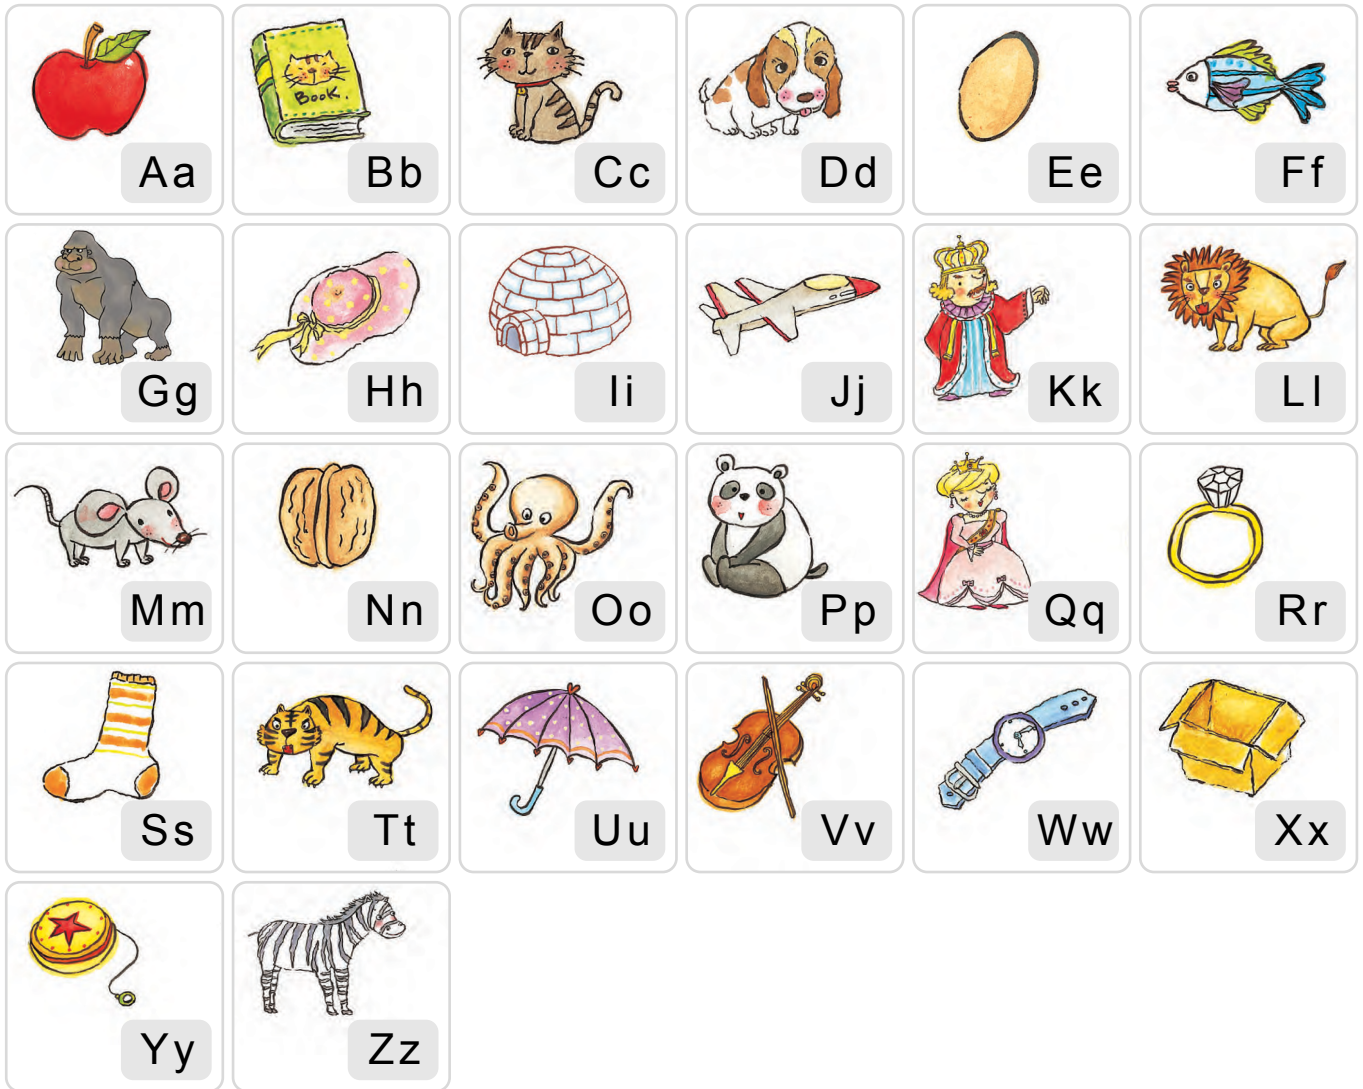 BOOK.
Aa Bb Cc Dd Ee Ff
Gg Hh Ii Jj Kk Ll
Mm Nn Oo Pp Qq Rr
Ss Tt Uu Vv Ww Xx
Yy Zz